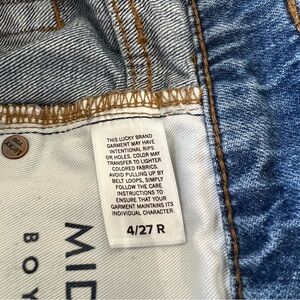 THIS LUCKY BRAND
GARMENT MAY HAVE
INTENTIONAL RIPS
OR HOLES. COLOR MAY
TRANSFER TO LIGHTER
COLORED FABRICS.
AVOID PULLING UP BY
BELT LOOPS, SIMPLY
FOLLOW THE CARE
INSTRUCTIONS TO
ENSURE THAT YOUR
GARMENT MAINTAINS ITS
INDIVIDUAL CHARACTER.
4/27 R
MID
BOY